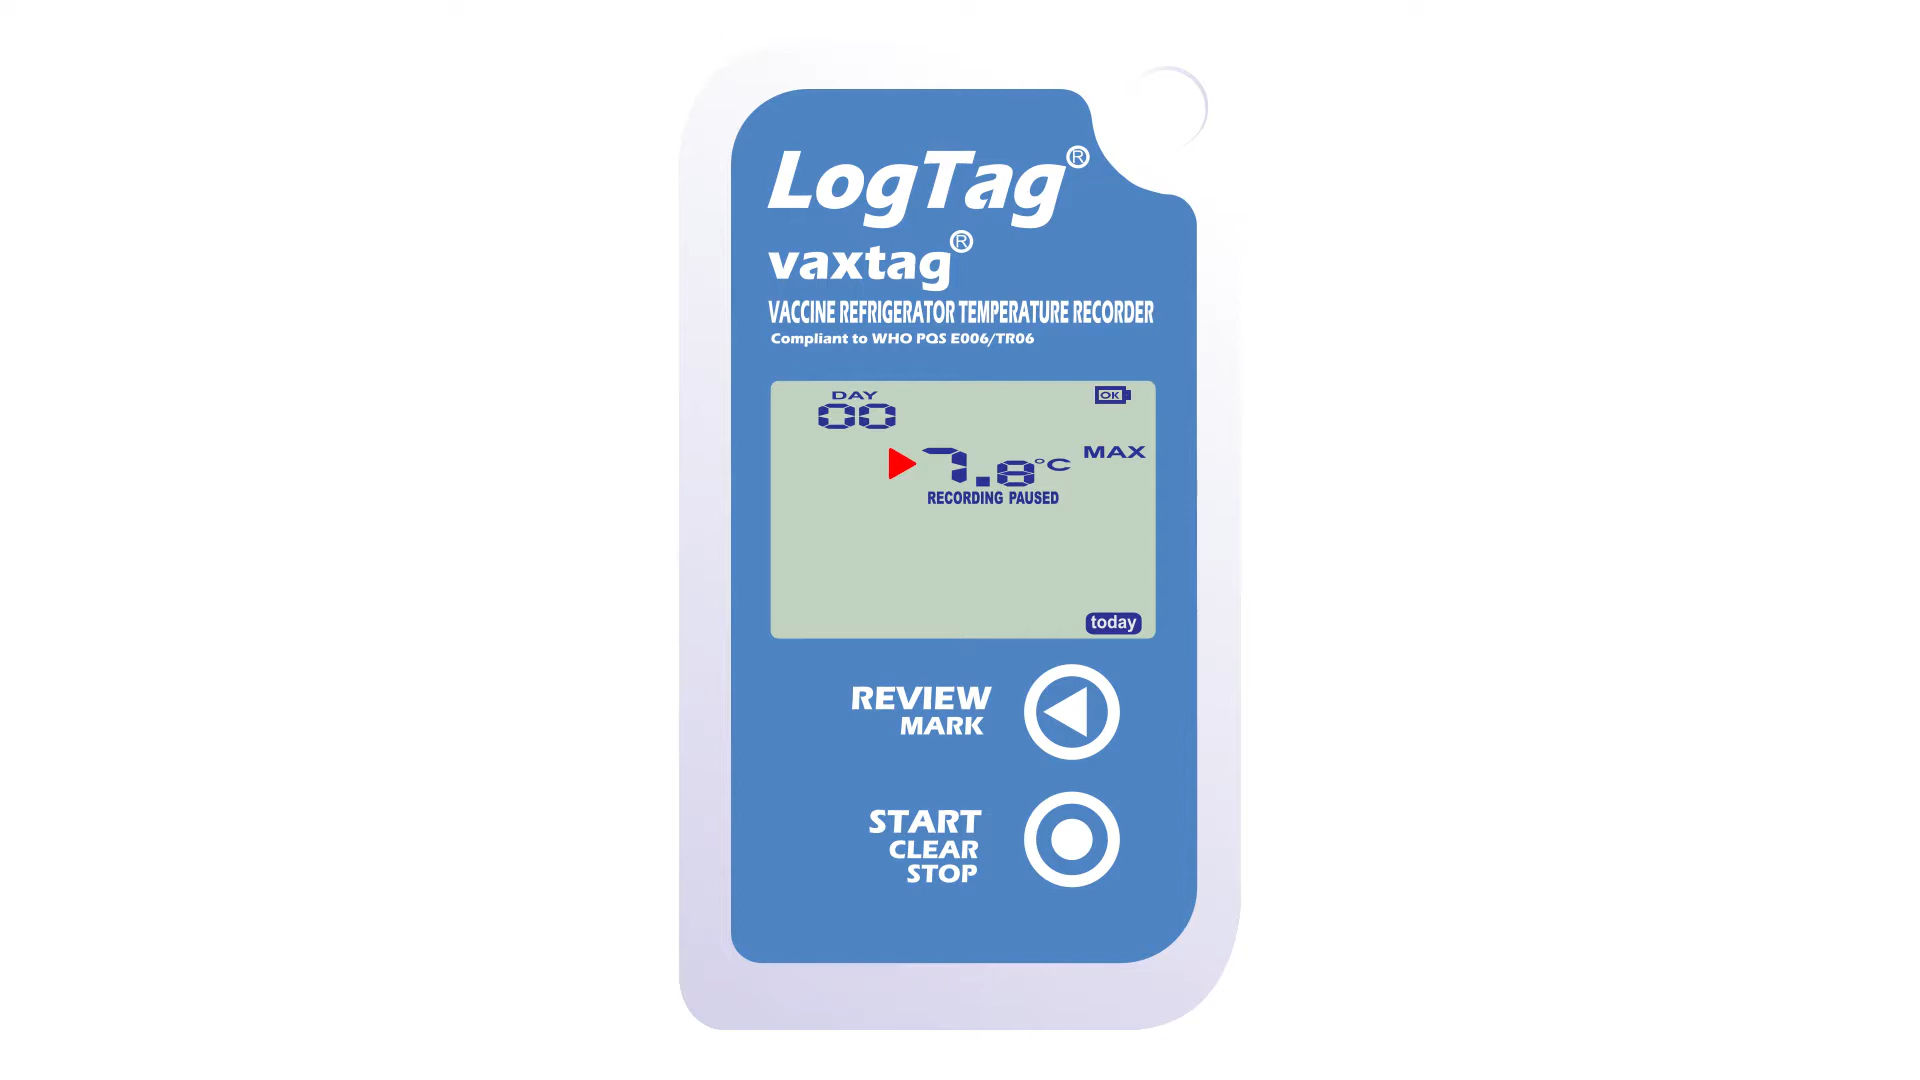 LogTag®
vaxtag®
VACCINE REFRIGERATOR TEMPERATURE RECORDER
Compliant to WHO PQS E006/TR06
DAY
00
OK
7.8°C MAX
RECORDING PAUSED
today
REVIEW
MARK
START
CLEAR
STOP